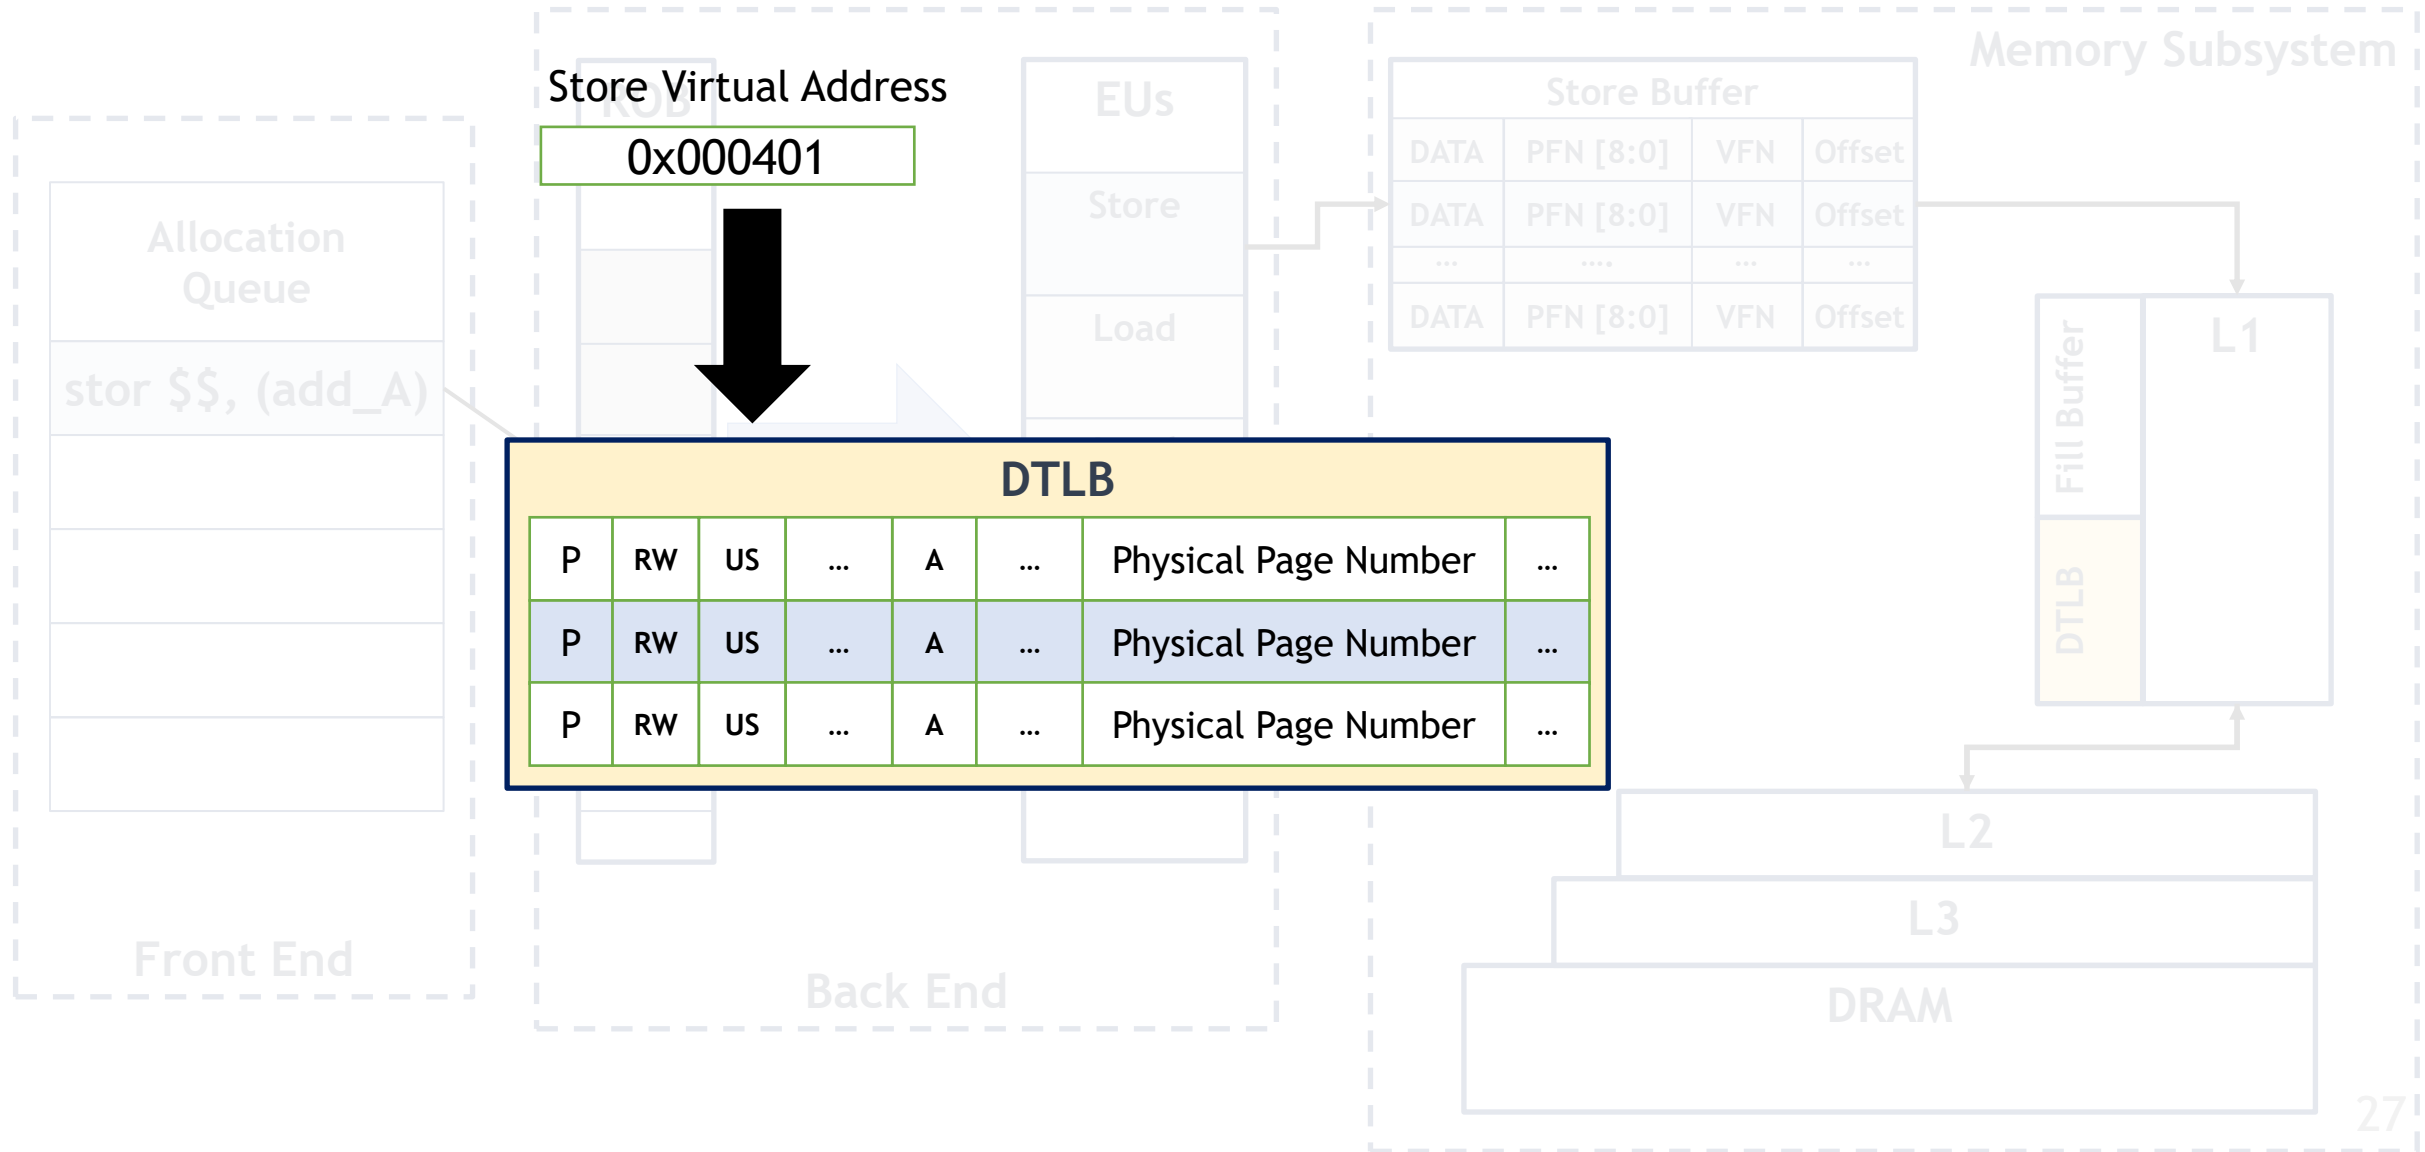 Memory Subsystem
Store Virtual Address
ROB
0x000401
EUs
Store
Load
Store Buffer
DATA PFN [8:0] VFN Offset
DATA PFN [8:0] VFN Offset
... .... ... ...
DATA PFN [8:0] VFN Offset
Allocation
Queue
stor $$, (add_A)
Fill Buffer
L1
DTLB
DTLB
P RW US ... A ... Physical Page Number ...
P RW US ... A ... Physical Page Number ...
P RW US ... A ... Physical Page Number ...
L2
L3
DRAM
Front End
Back End
27